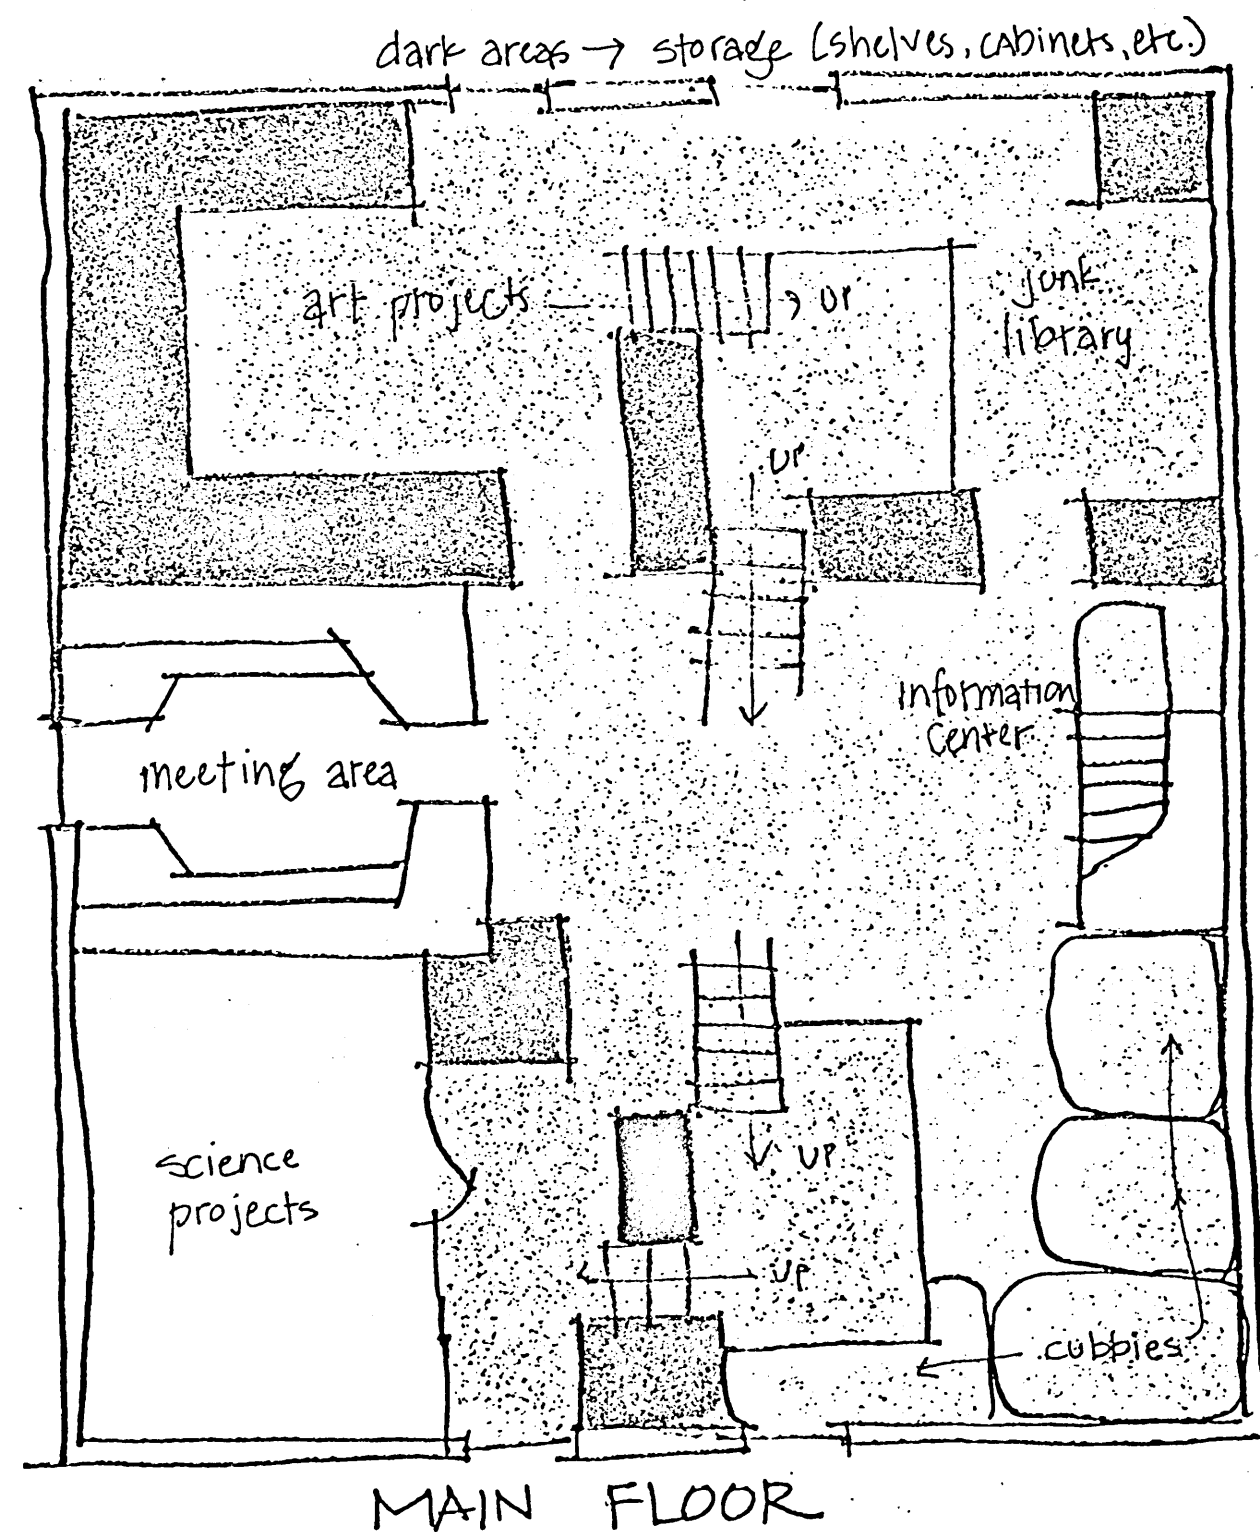 dark areas → storage (shelves, cabinets, etc.)
art projects
UP
junk
library
UP
information
center
meeting area
science
projects
UP
UP
cubbies
MAIN FLOOR